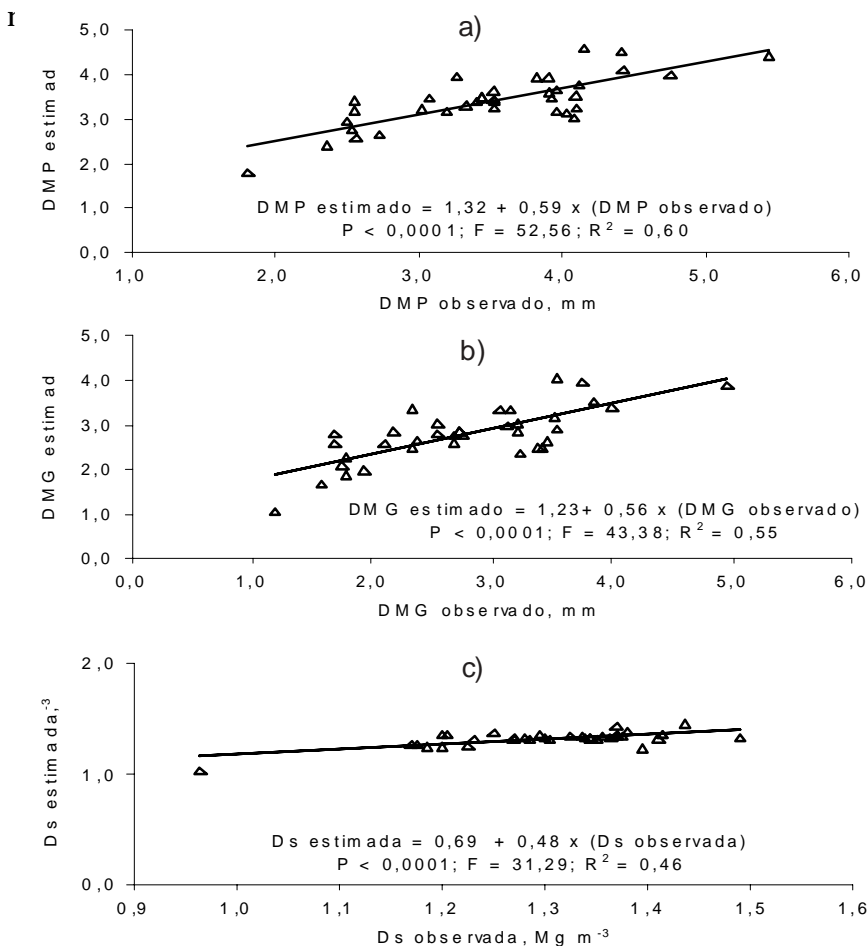 a)
5,0
4,0
3,0
2,0
1,0
0,0
DMP estimad
DMP estimado = 1,32 + 0,59 x (DMP observado)
P < 0,0001; F = 52,56; R² = 0,60
1,0 2,0 3,0 4,0 5,0 6,0
DMP observado, mm
b)
5,0
4,0
3,0
2,0
1,0
0,0
DMG estimad
DMG estimado = 1,23+ 0,56 x (DMG observado)
P < 0,0001; F = 43,38; R² = 0,55
0,0 1,0 2,0 3,0 4,0 5,0 6,0
DMG observado, mm
c)
2,0
1,0
0,0
Ds estimada,⁻³
Ds estimada = 0,69 + 0,48 x (Ds observada)
P < 0,0001; F = 31,29; R² = 0,46
0,9 1,0 1,2 1,3 1,4 1,5 1,6
Ds observada, Mg m⁻³